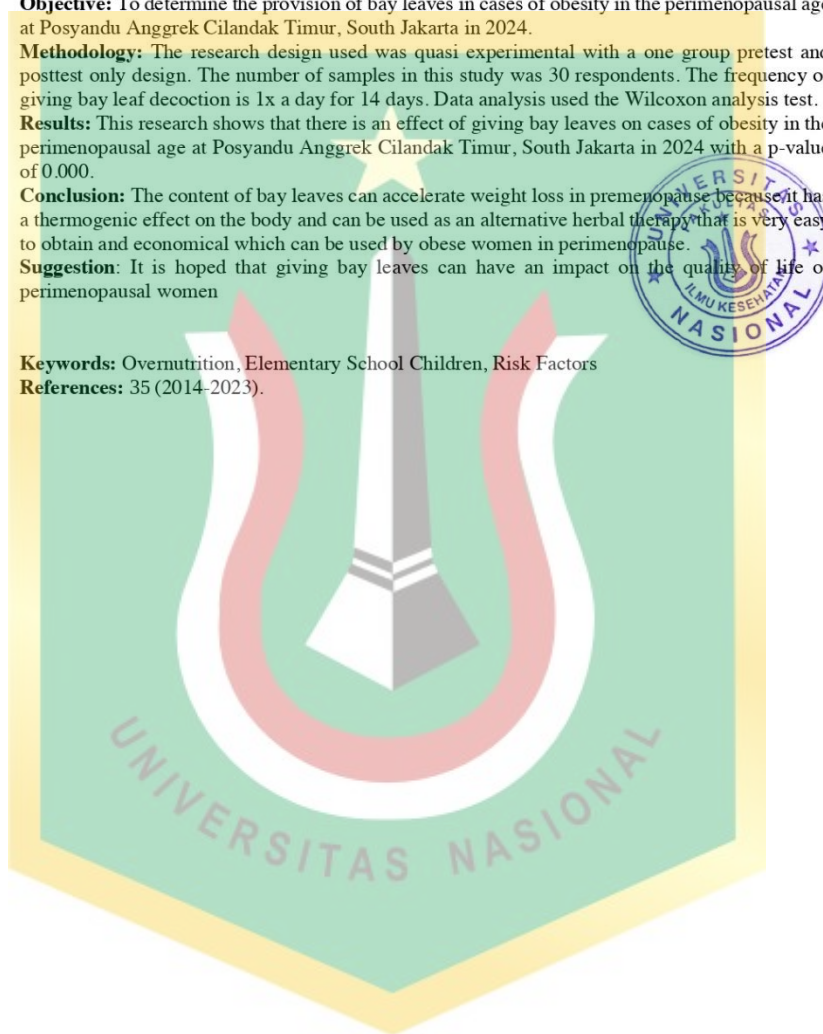 Objective: To determine the provision of bay leaves in cases of obesity in the perimenopausal age
at Posyandu Anggrek Cilandak Timur, South Jakarta in 2024.
Methodology: The research design used was quasi experimental with a one group pretest and
posttest only design. The number of samples in this study was 30 respondents. The frequency o
giving bay leaf decoction is 1x a day for 14 days. Data analysis used the Wilcoxon analysis test.
Results: This research shows that there is an effect of giving bay leaves on cases of obesity in the
perimenopausal age at Posyandu Anggrek Cilandak Timur, South Jakarta in 2024 with a p-value
of 0.000.
Conclusion: The content of bay leaves can accelerate weight loss in premenopause because it has
a thermogenic effect on the body and can be used as an alternative herbal therapy that is very easy
to obtain and economical which can be used by obese women in perimenopause.
Suggestion: It is hoped that giving bay leaves can have an impact on the quality of life o
perimenopausal women
UNIVERSITAS
FAKULTAS
ILMU KESEHATAN
NASIONAL
Keywords: Overnutrition, Elementary School Children, Risk Factors
References: 35 (2014-2023).
UNIVERSITAS NASIONAL